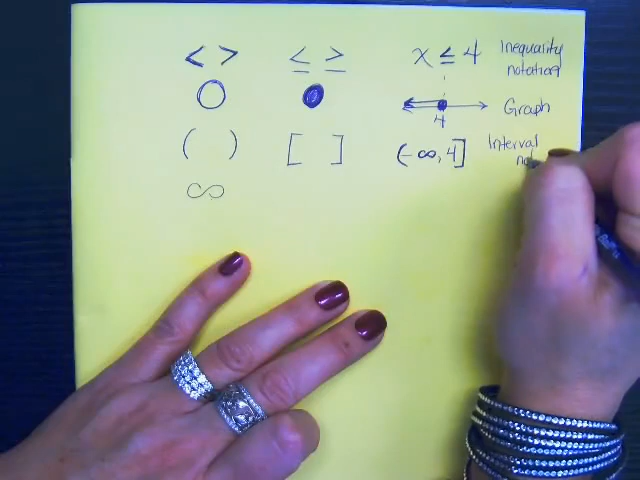 < > ≤ ≥ x ≤ 4 Inequality
notation
4 Graph
( ) [ ] (-∞, 4] Interval
∞